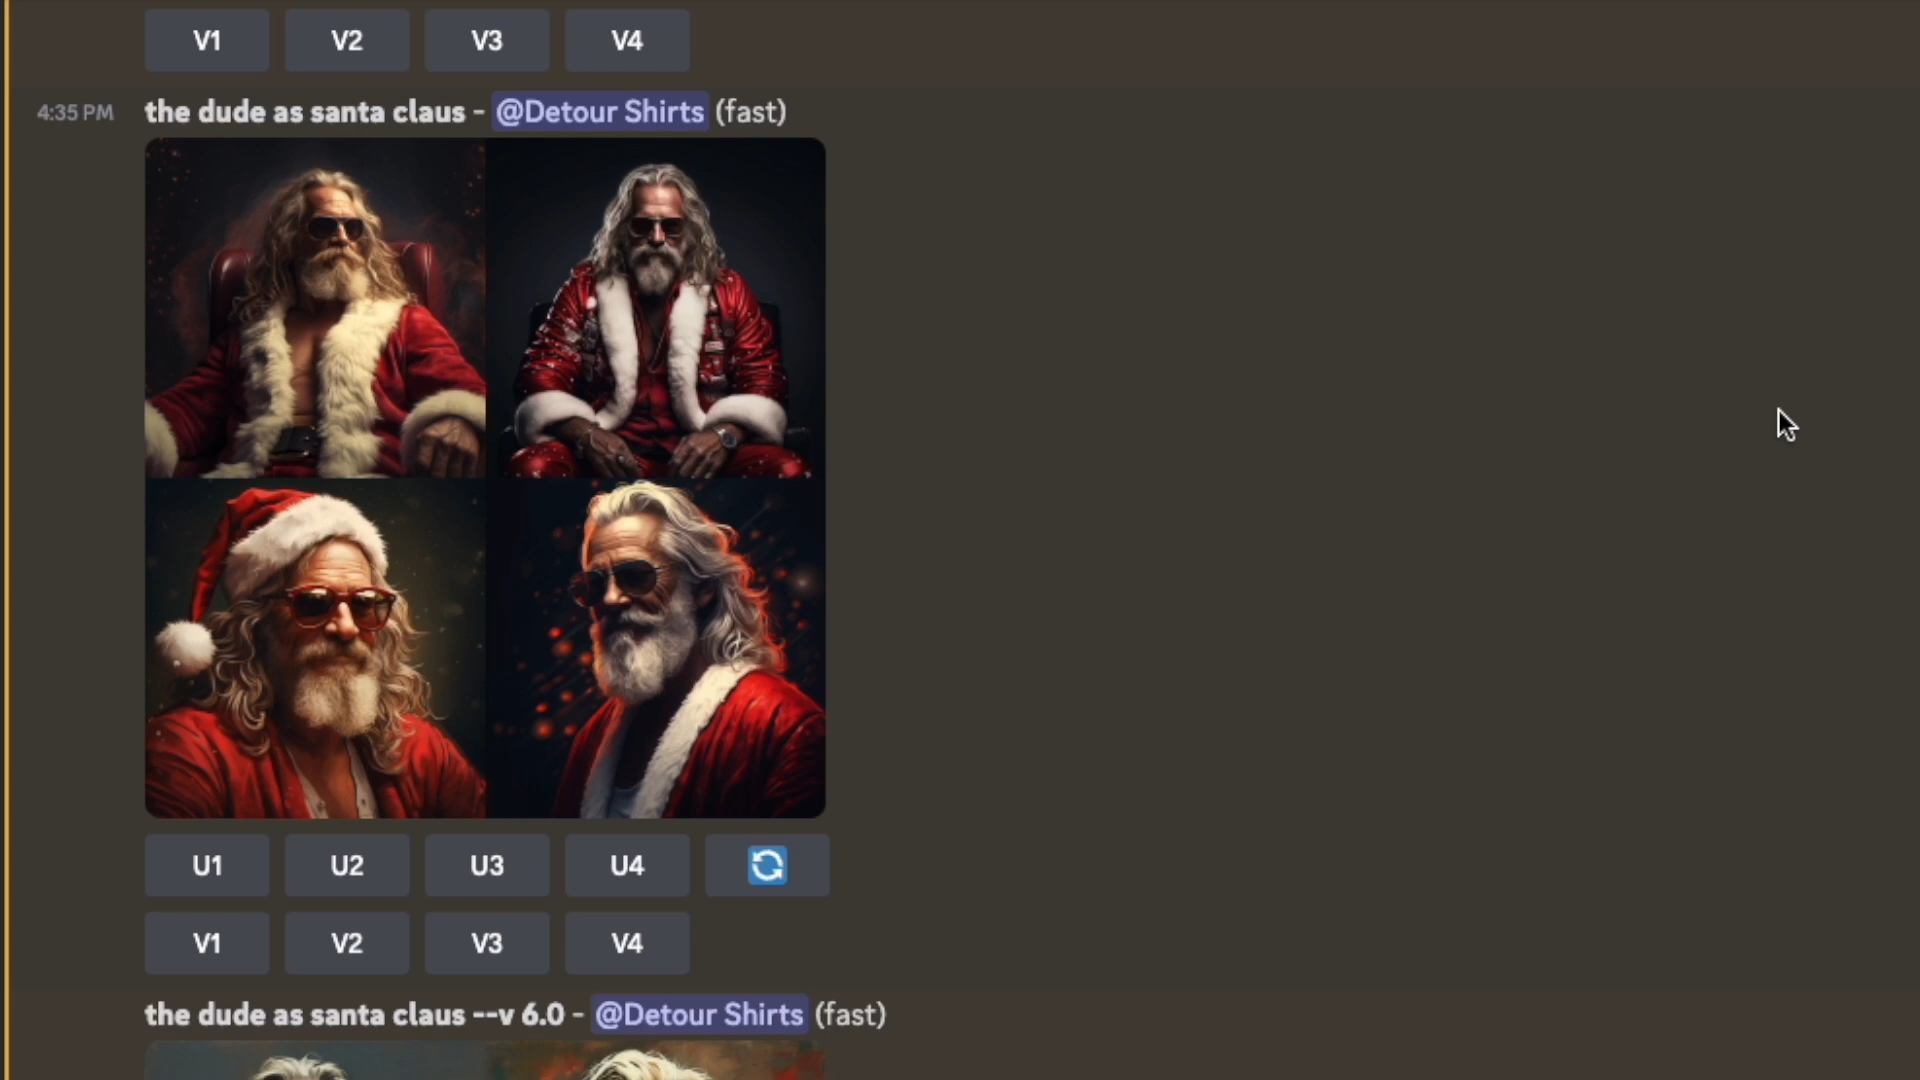 V1 V2 V3 V4
4:35 PM the dude as santa claus - @Detour Shirts (fast)
U1 U2 U3 U4
V1 V2 V3 V4
the dude as santa claus --v 6.0 - @Detour Shirts (fast)